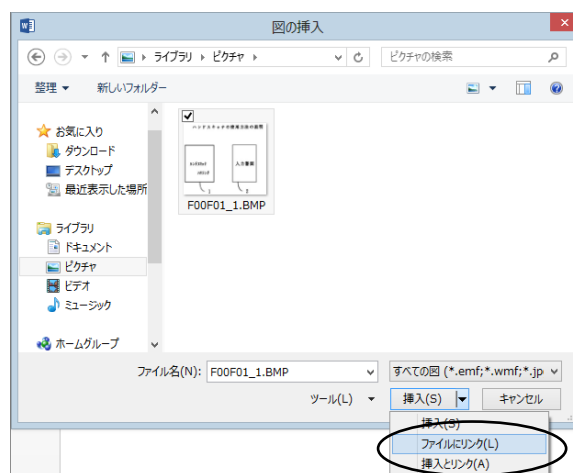 図の挿入
ライブラリ ピクチャ
ピクチャの検索
整理 新しいフォルダー
お気に入り
ダウンロード
デスクトップ
最近表示した場所
ライブラリ
ドキュメント
ピクチャ
ビデオ
ミュージック
ホームグループ
F00F01_1.BMP
ファイル名(N): F00F01_1.BMP
すべての図 (*.emf;*.wmf;*.jp
ツール(L) 挿入(S) キャンセル
挿入(S)
ファイルにリンク(L)
挿入とリンク(A)